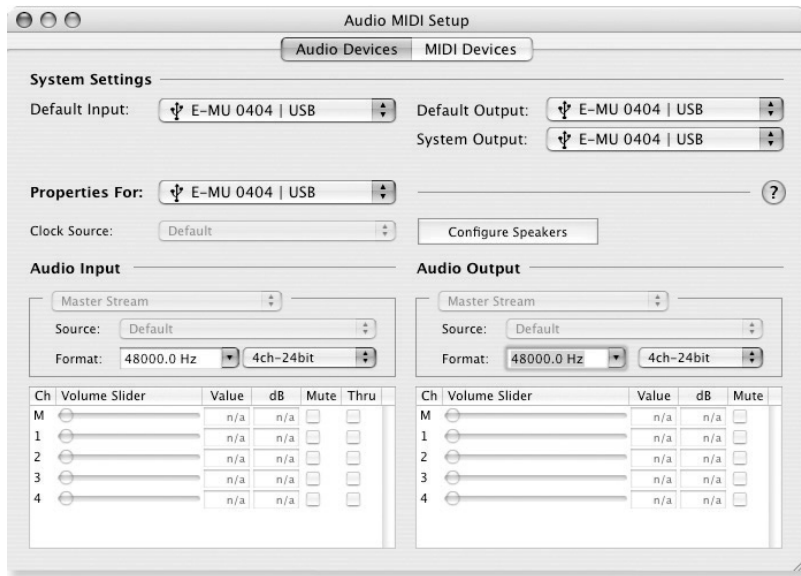 Audio MIDI Setup
Audio Devices MIDI Devices
System Settings
Default Input: E-MU 0404 | USB
Default Output: E-MU 0404 | USB
System Output: E-MU 0404 | USB
Properties For: E-MU 0404 | USB ?
Clock Source: Default
Configure Speakers
Audio Input
Master Stream
Source: Default
Format: 48000.0 Hz 4ch-24bit
Ch Volume Slider Value dB Mute Thru
M n/a n/a
1 n/a n/a
2 n/a n/a
3 n/a n/a
4 n/a n/a
Audio Output
Master Stream
Source: Default
Format: 48000.0 Hz 4ch-24bit
Ch Volume Slider Value dB Mute
M n/a n/a
1 n/a n/a
2 n/a n/a
3 n/a n/a
4 n/a n/a